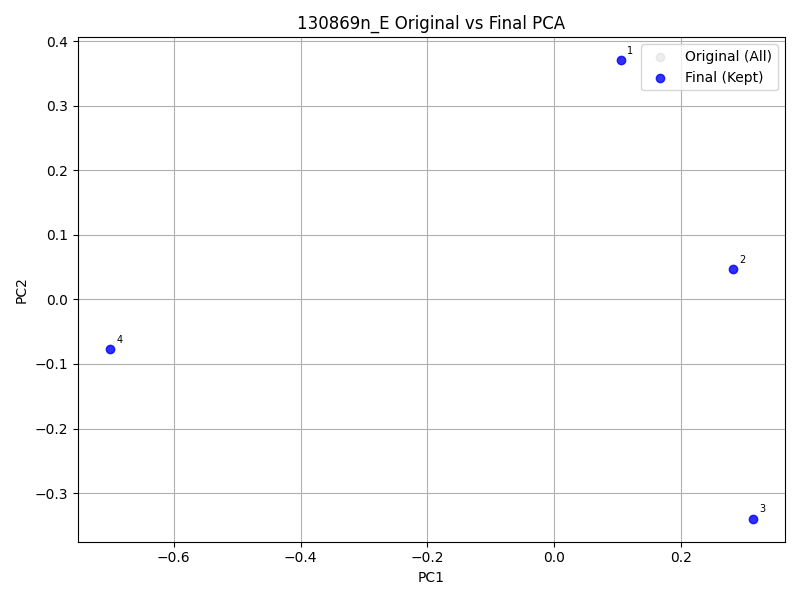 130869n_E Original vs Final PCA
Original (All)
Final (Kept)
1
2
3
4
0.4
0.3
0.2
0.1
0.0
−0.1
−0.2
−0.3
PC2
−0.6 −0.4 −0.2 0.0 0.2
PC1